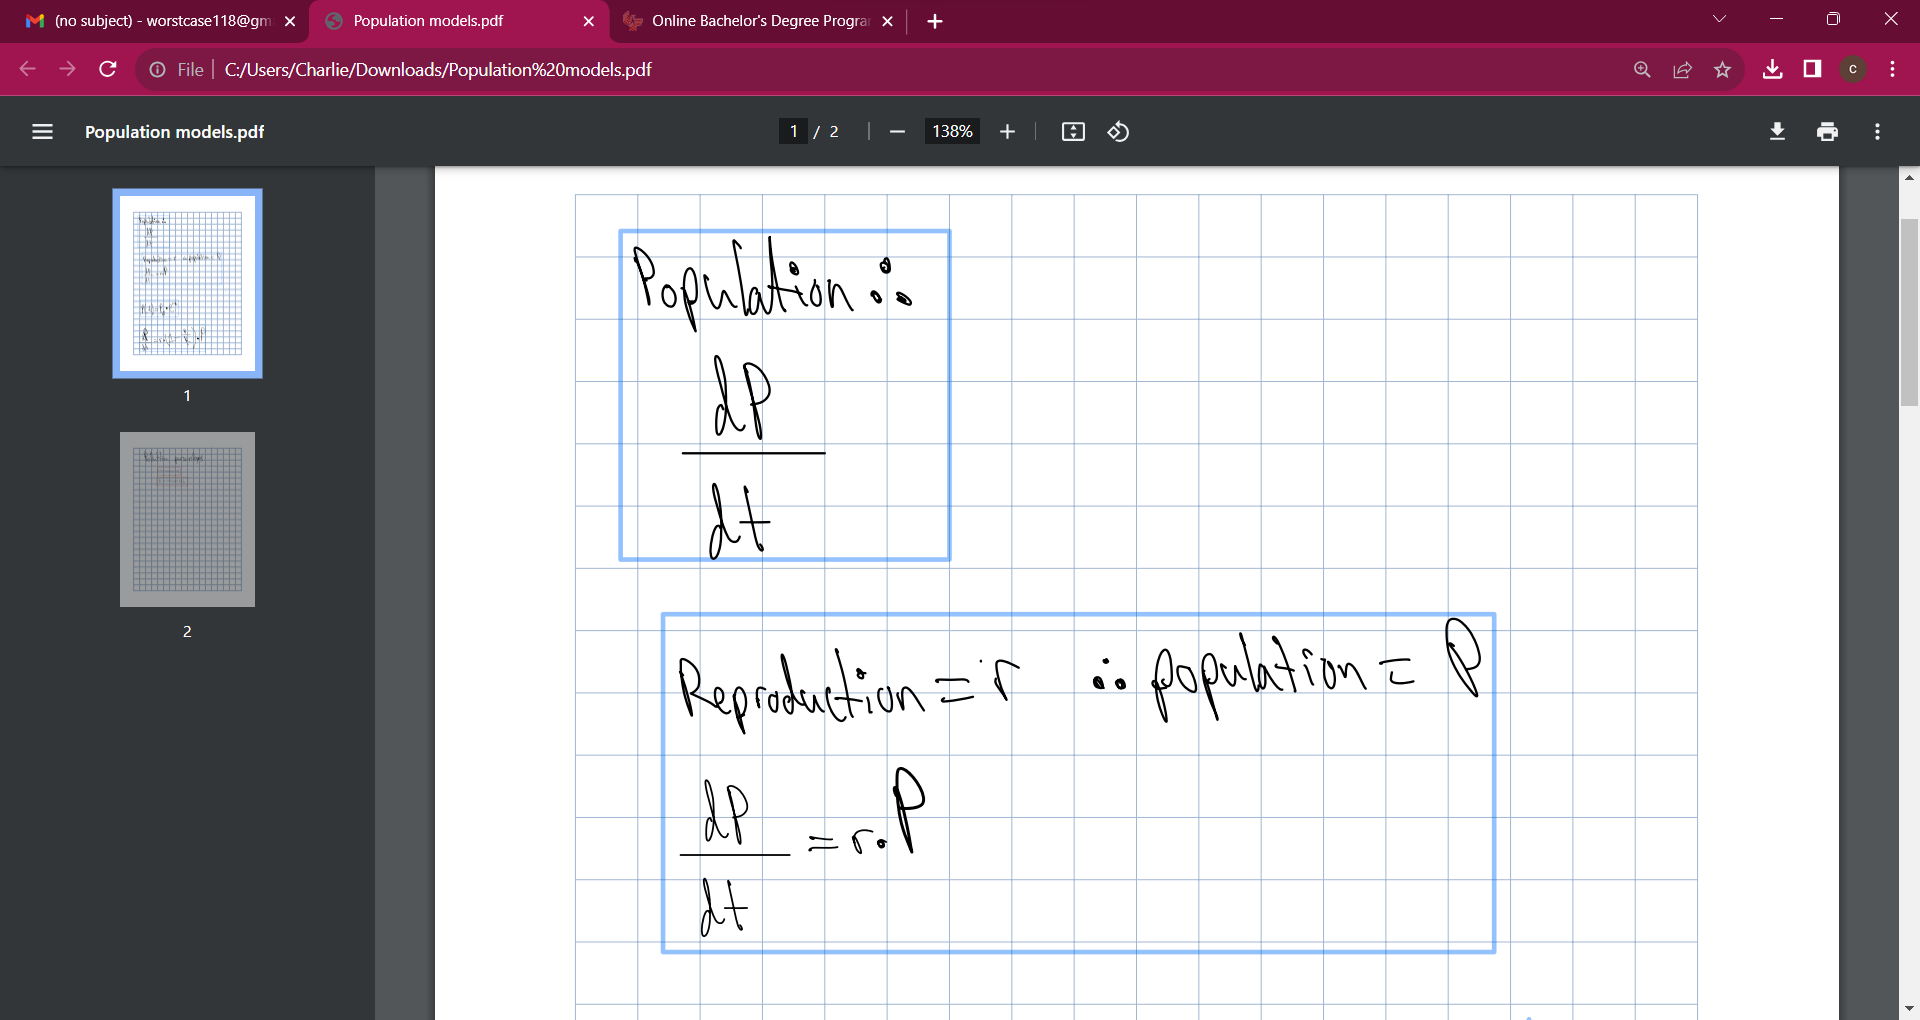 (no subject) - worstcase118@gm
Population models.pdf
Online Bachelor's Degree Progra
File
C:/Users/Charlie/Downloads/Population%20models.pdf
c
Population models.pdf
1 / 2
138%
1
2
Population ∴
dP
dt
Reproduction = r ∴ population = P
dP
= r•P
dt